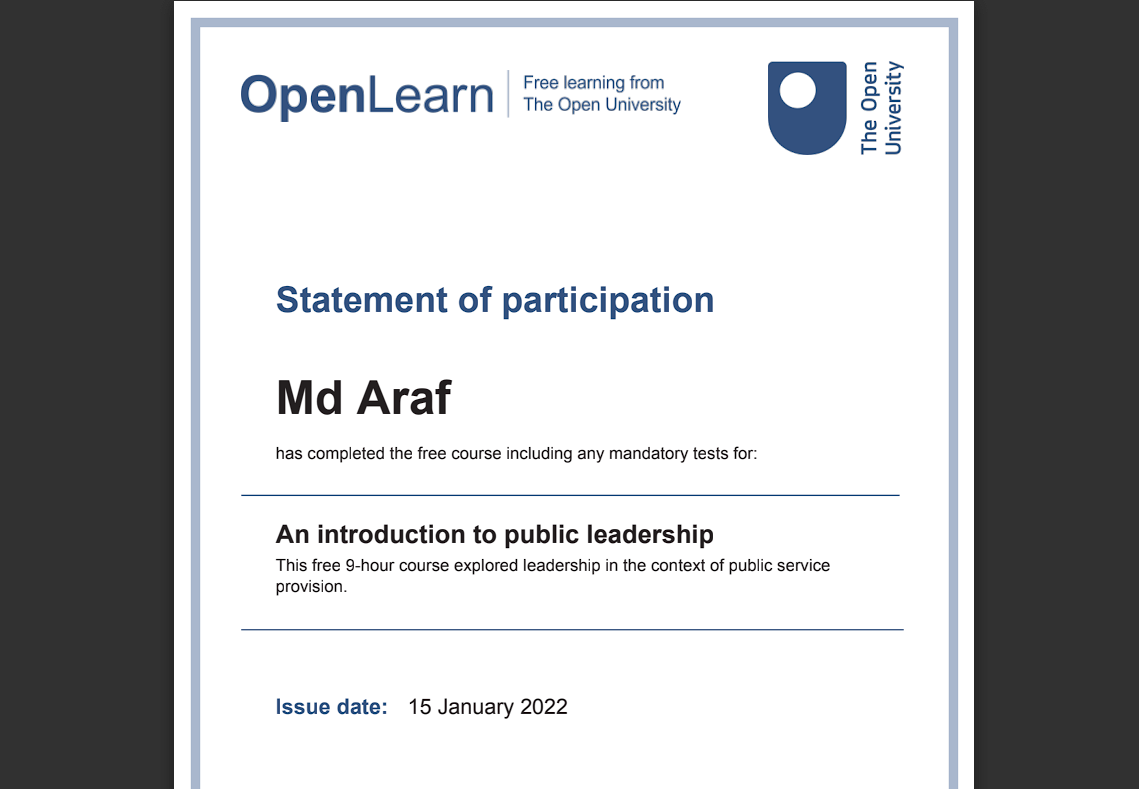 OpenLearn
Free learning from
The Open University
The Open
University
Statement of participation
Md Araf
has completed the free course including any mandatory tests for:
An introduction to public leadership
This free 9-hour course explored leadership in the context of public service
provision.
Issue date: 15 January 2022